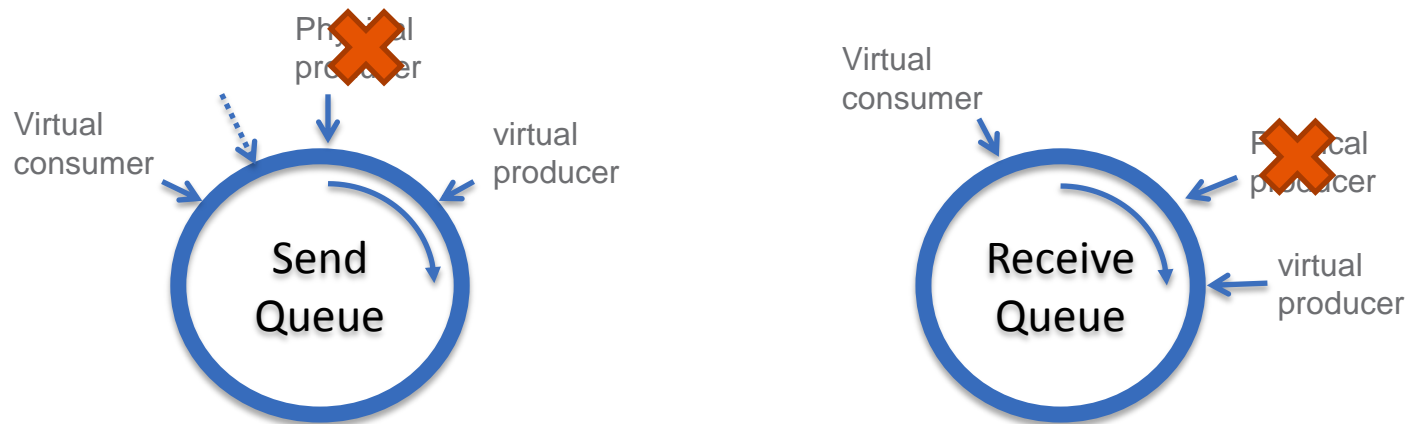 Virtual
consumer
virtual
producer
Send
Queue
Virtual
consumer
virtual
producer
Receive
Queue